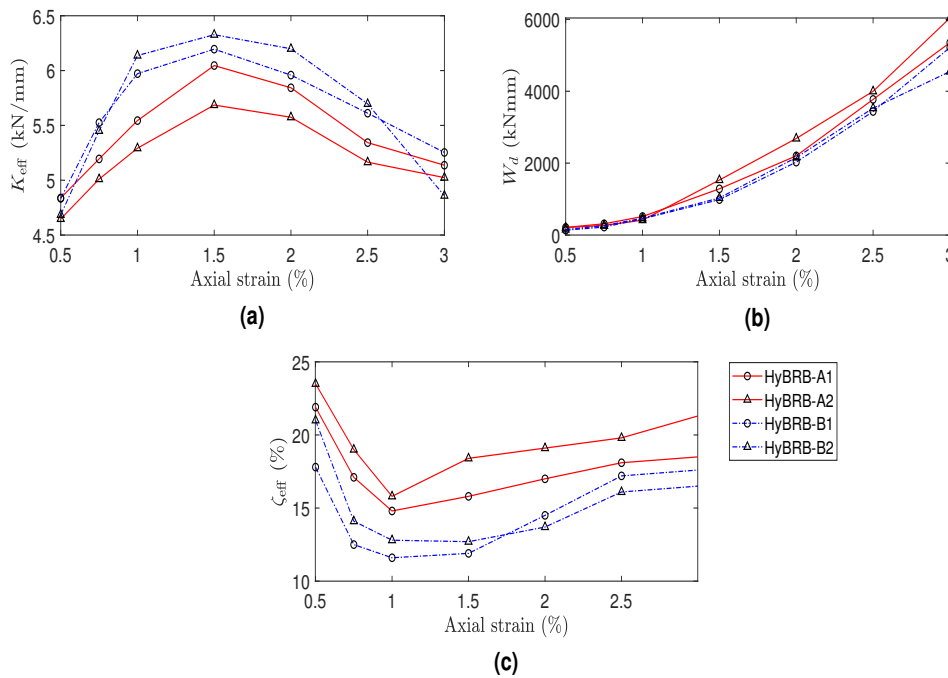 6.5
6
5.5
5
4.5
K_eff (kN/mm)
0.5 1 1.5 2 2.5 3
Axial strain (%)
(a)
6000
4000
2000
0
W_d (kNmm)
0.5 1 1.5 2 2.5 3
Axial strain (%)
(b)
25
20
15
10
ζ_eff (%)
0.5 1 1.5 2 2.5
Axial strain (%)
(c)
HyBRB-A1
HyBRB-A2
HyBRB-B1
HyBRB-B2